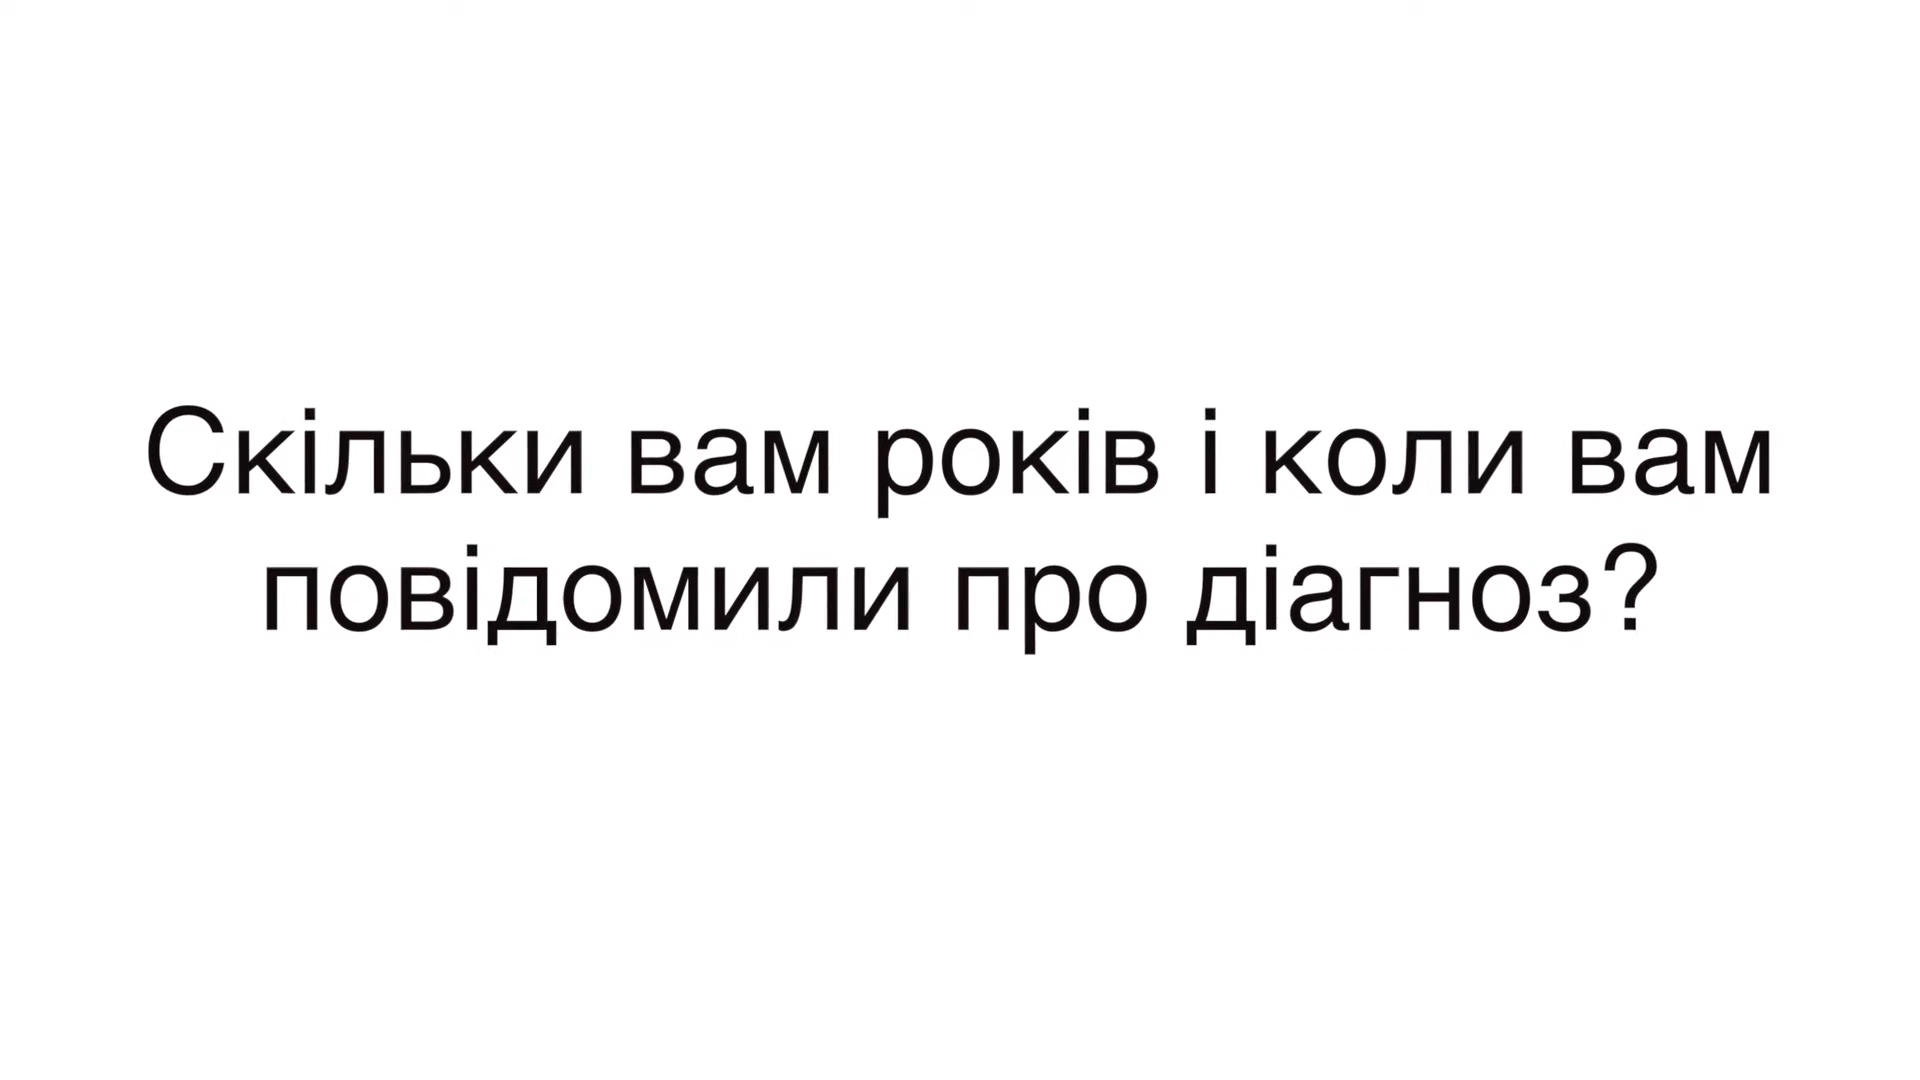 Скільки вам років і коли вам
повідомили про діагноз?